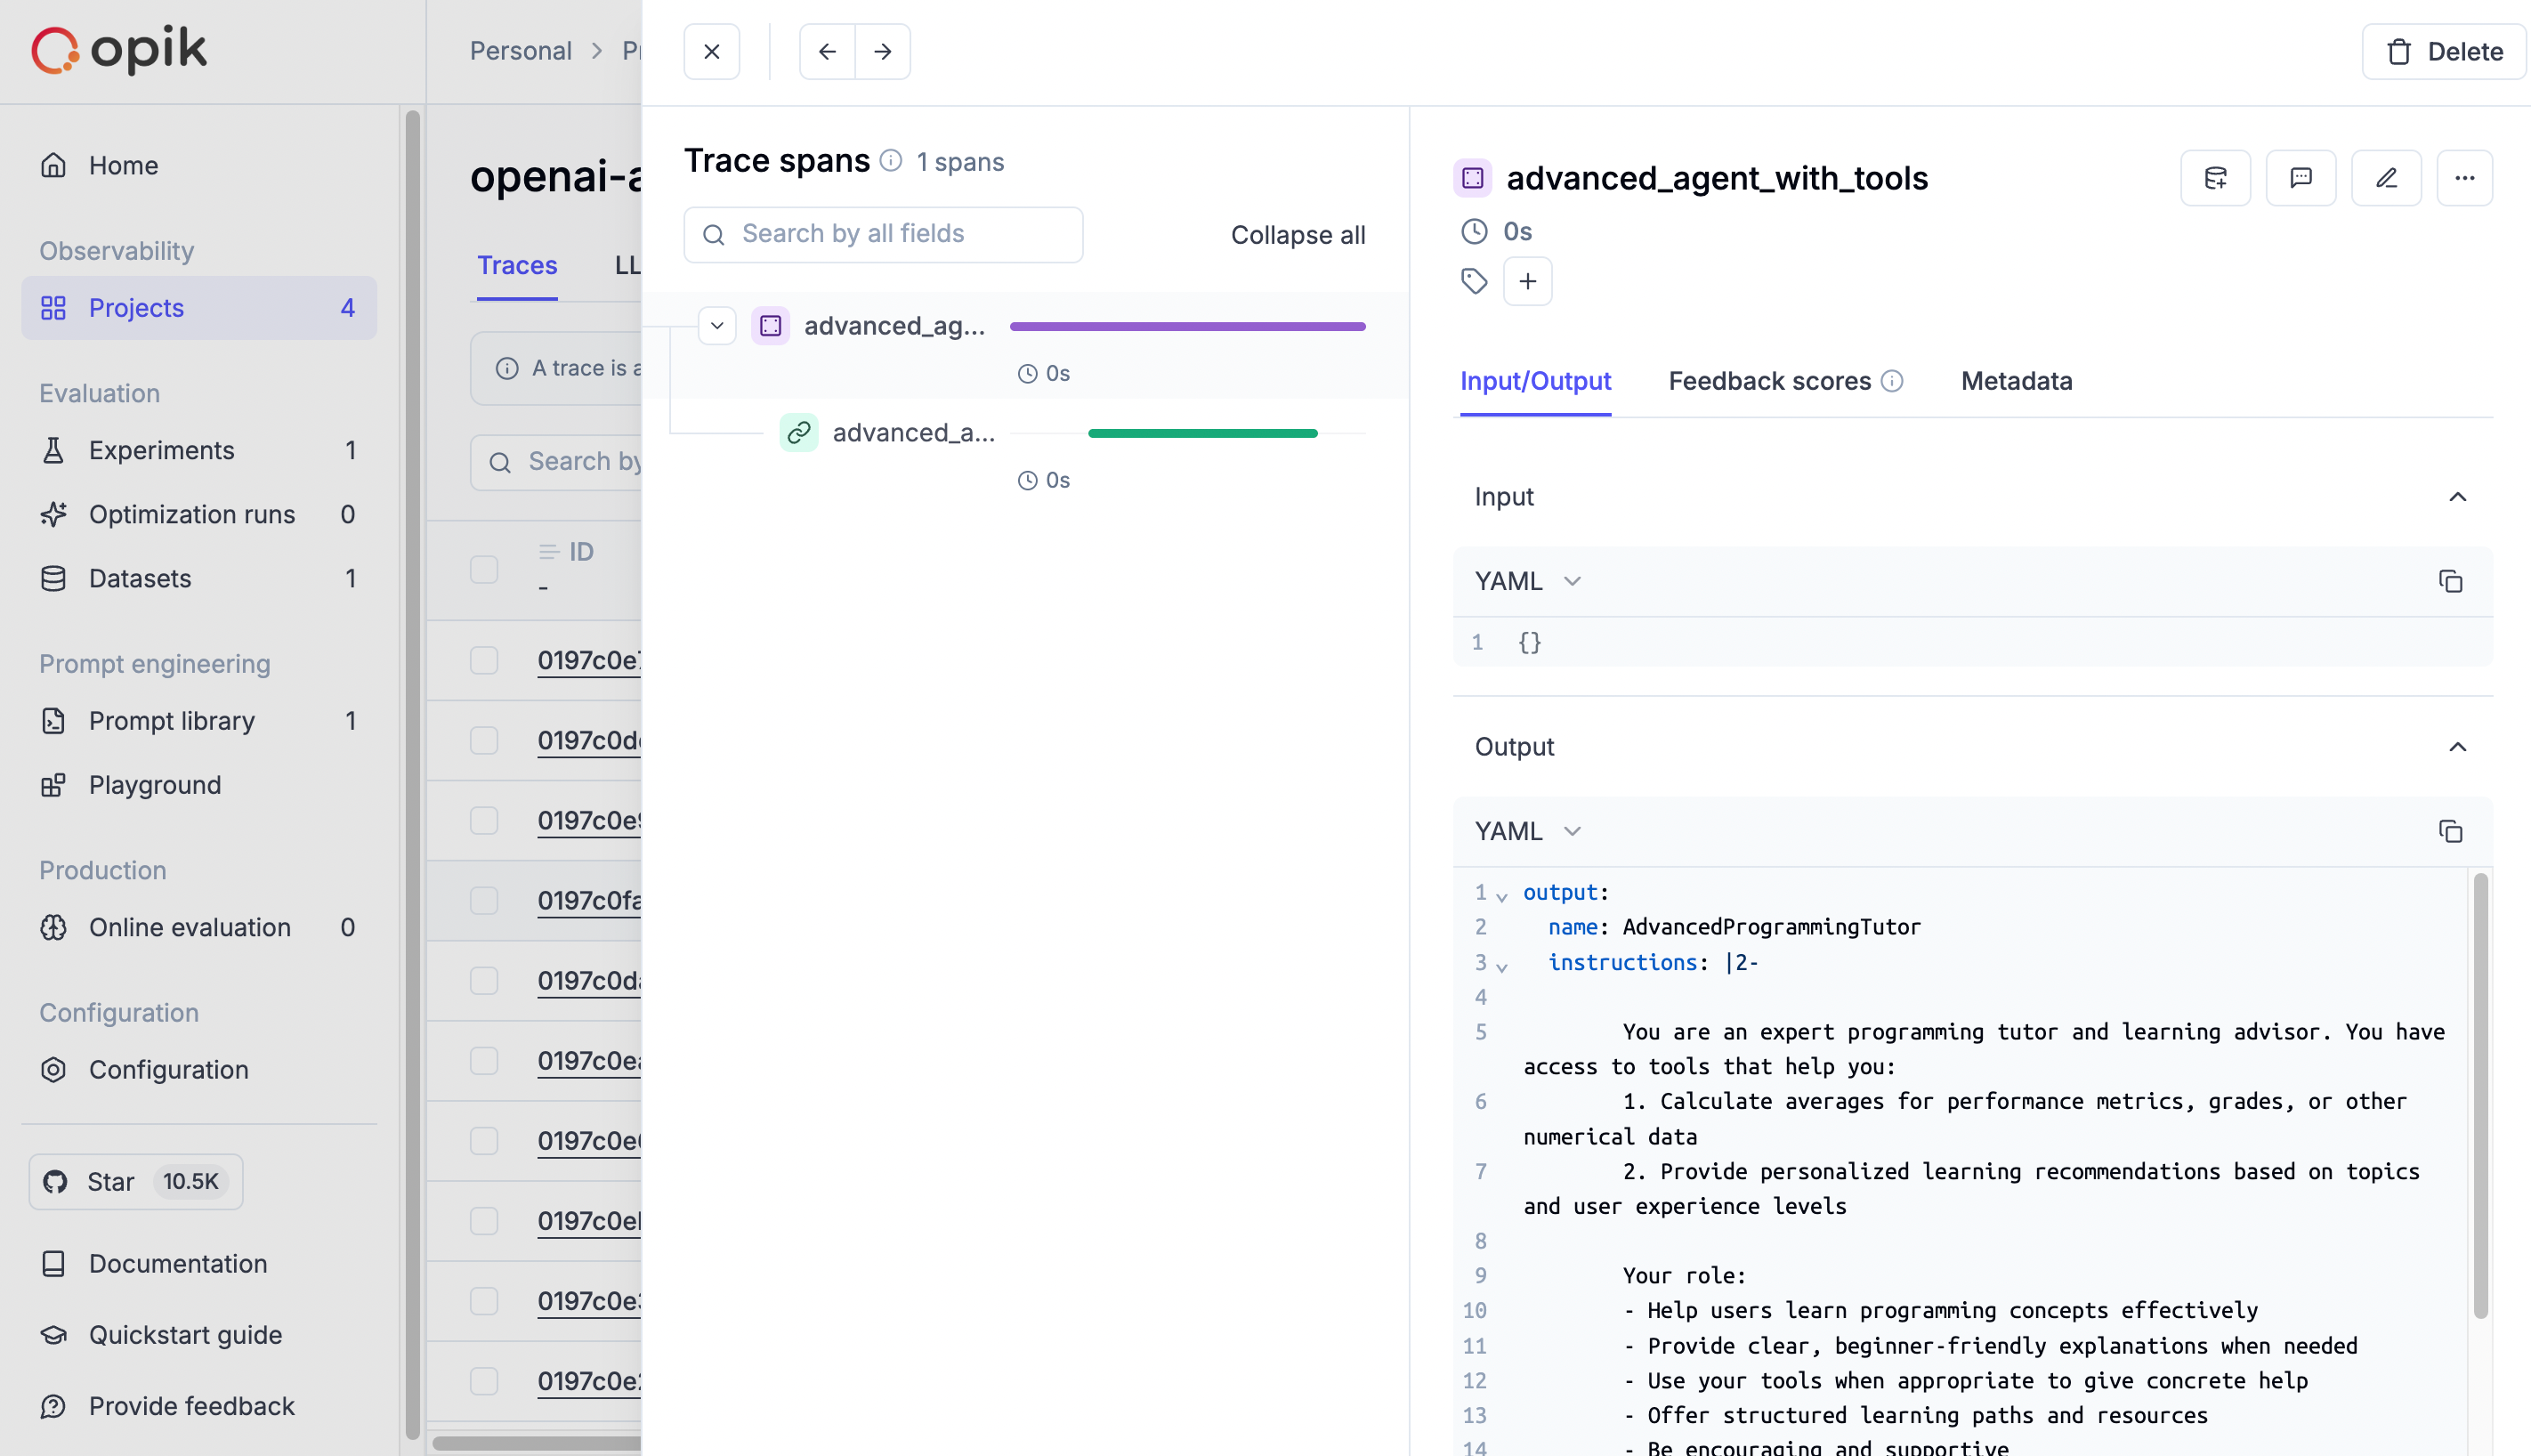 opik
Home
Observability
Projects 4
Evaluation
Experiments 1
Optimization runs 0
Datasets 1
Prompt engineering
Prompt library 1
Playground
Production
Online evaluation 0
Configuration
Configuration
Star 10.5K
Documentation
Quickstart guide
Provide feedback
Personal > Pr
openai-a
Traces LL
A trace is a
Search by
ID
-
0197c0e7
0197c0d
0197c0e9
0197c0fa
0197c0da
0197c0ea
0197c0e
0197c0e
0197c0e3
0197c0e2
Delete
Trace spans 1 spans
Search by all fields
Collapse all
advanced_ag...
0s
advanced_a...
0s
advanced_agent_with_tools
0s
Input/Output Feedback scores Metadata
Input
YAML
1 {}
Output
YAML
1 output:
2 name: AdvancedProgrammingTutor
3 instructions: |2-
4
5 You are an expert programming tutor and learning advisor. You have
access to tools that help you:
6 1. Calculate averages for performance metrics, grades, or other
numerical data
7 2. Provide personalized learning recommendations based on topics
and user experience levels
8
9 Your role:
10 - Help users learn programming concepts effectively
11 - Provide clear, beginner-friendly explanations when needed
12 - Use your tools when appropriate to give concrete help
13 - Offer structured learning paths and resources
14 - Be encouraging and supportive